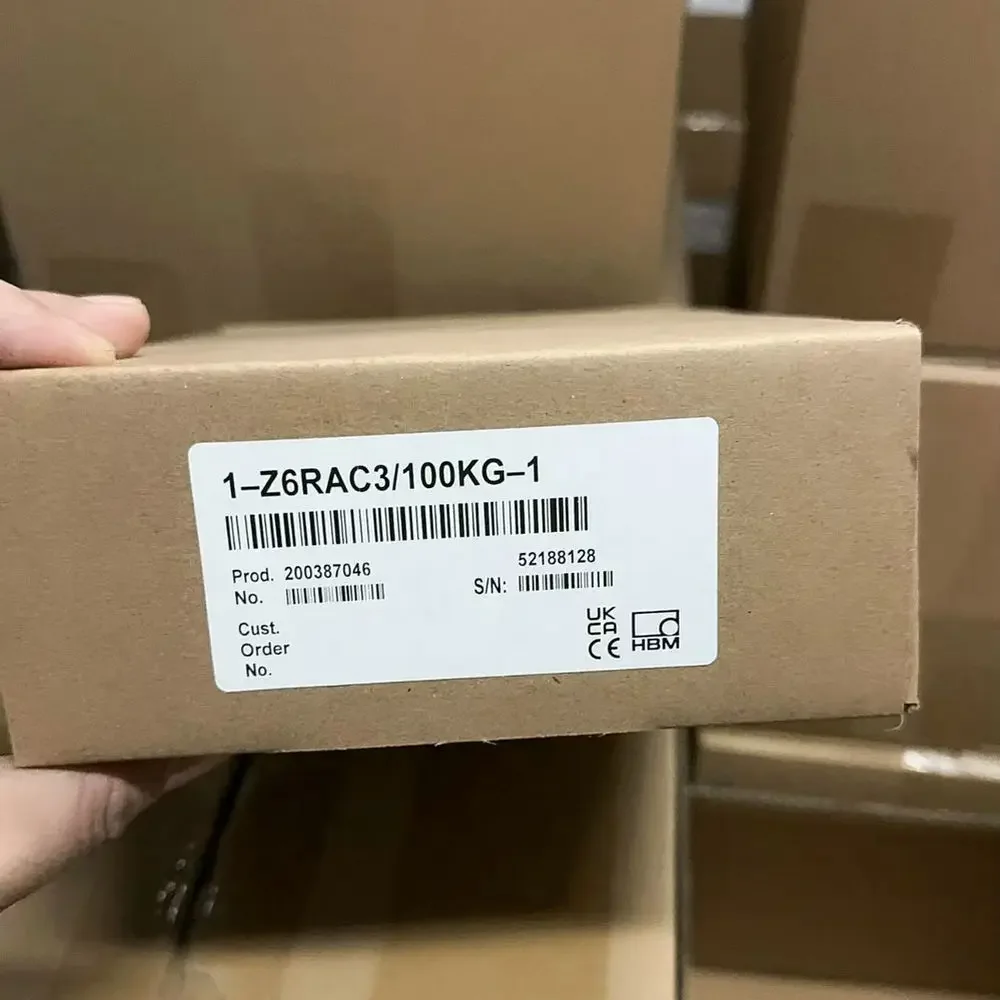 1–Z6RAC3/100KG–1
Prod. 200387046
No.
52188128
S/N:
Cust.
Order
No.
UK
CA
CE
HBM